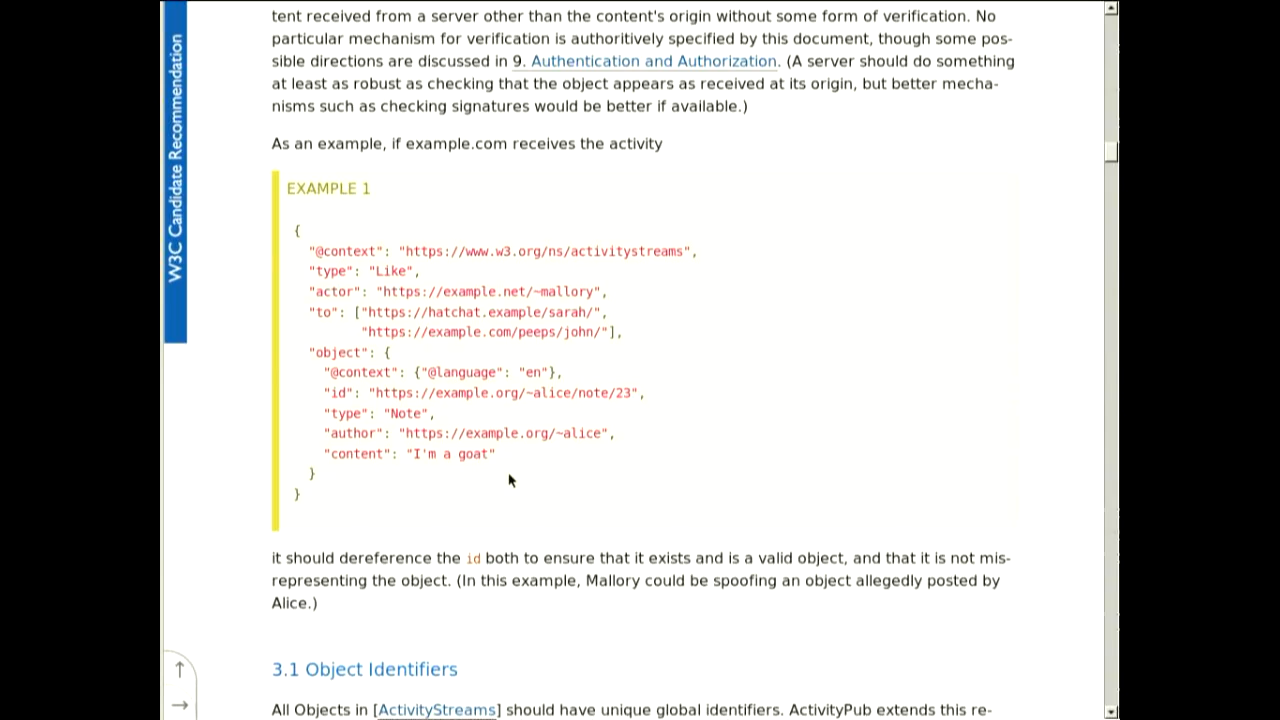 tent received from a server other than the content's origin without some form of verification. No
particular mechanism for verification is authoritively specified by this document, though some pos-
sible directions are discussed in 9. Authentication and Authorization. (A server should do something
at least as robust as checking that the object appears as received at its origin, but better mecha-
nisms such as checking signatures would be better if available.)
As an example, if example.com receives the activity
EXAMPLE 1
{
"@context": "https://www.w3.org/ns/activitystreams",
"type": "Like",
"actor": "https://example.net/~mallory",
"to": ["https://hatchat.example/sarah/",
"https://example.com/peeps/john/"],
"object": {
"@context": {"@language": "en"},
"id": "https://example.org/~alice/note/23",
"type": "Note",
"author": "https://example.org/~alice",
"content": "I'm a goat"
}
}
it should dereference the id both to ensure that it exists and is a valid object, and that it is not mis-
representing the object. (In this example, Mallory could be spoofing an object allegedly posted by
Alice.)
3.1 Object Identifiers
All Objects in [ActivityStreams] should have unique global identifiers. ActivityPub extends this re-
W3C Candidate Recommendation
↑
→